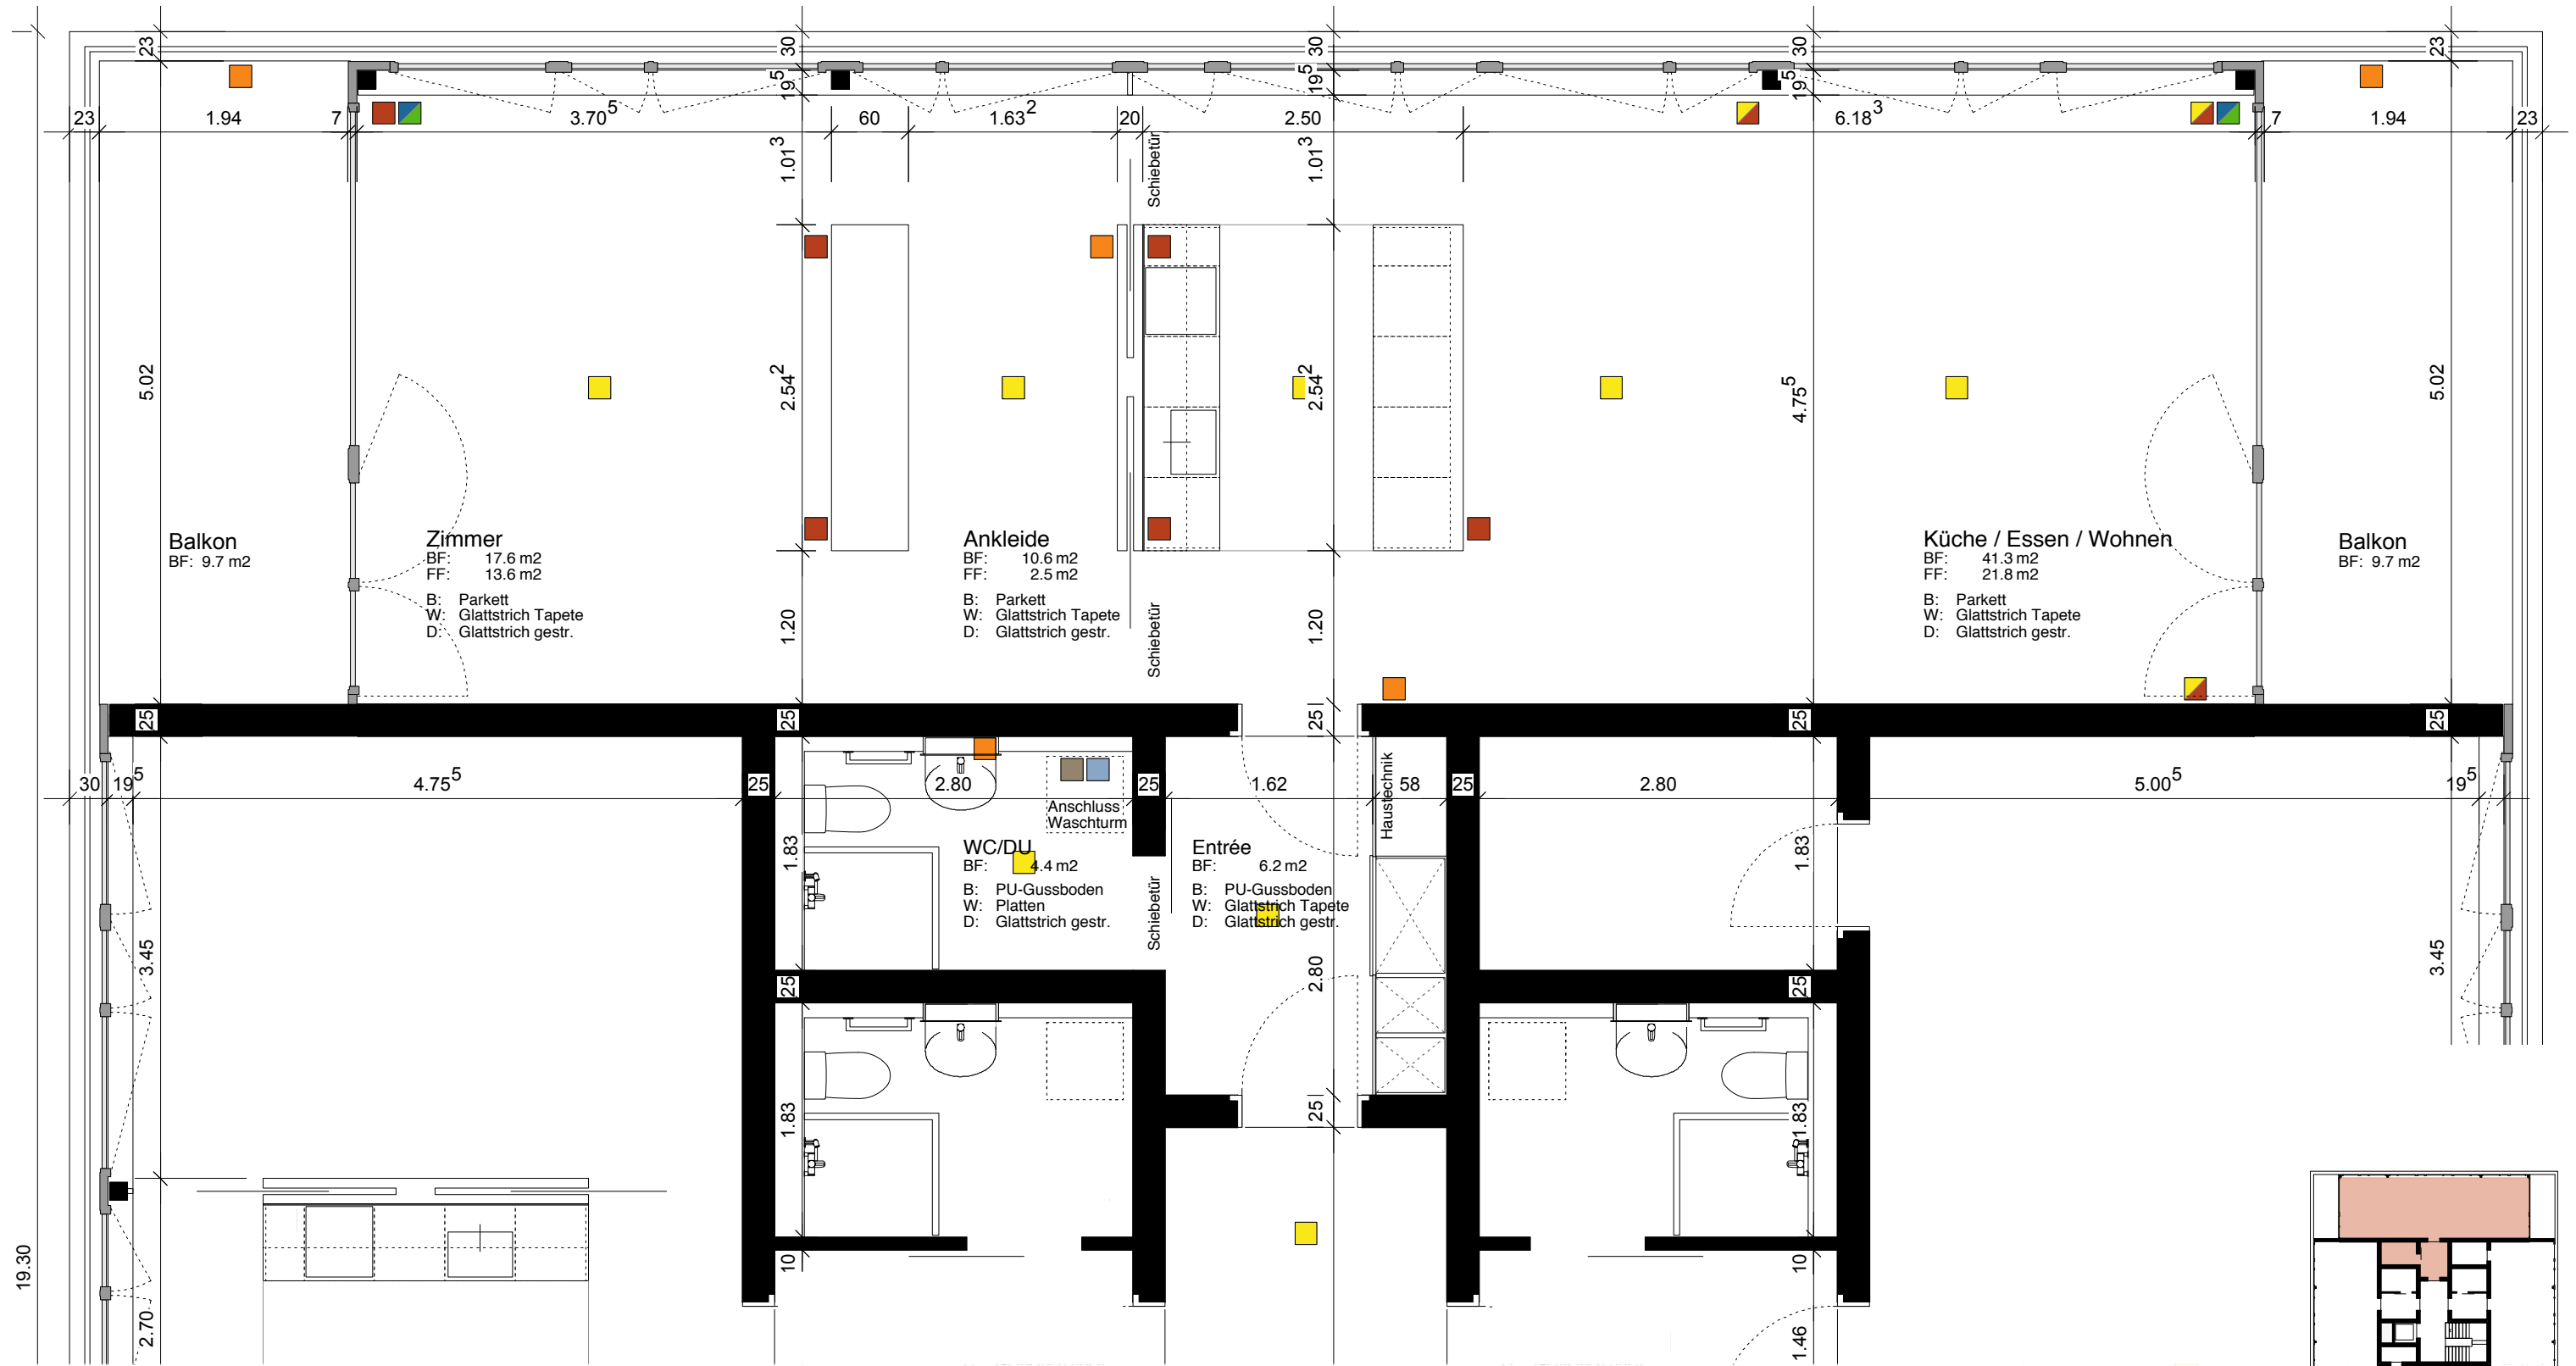 23
30
30
30
23
19⁵
19⁵
19⁵
23
1.94
7
3.70⁵
60
1.63²
20
2.50
6.18³
7
1.94
23
1.01³
Schiebetür
1.01³
5.02
2.54²
2.54²
4.75⁵
5.02
Balkon
BF: 9.7 m2
Zimmer
BF: 17.6 m2
FF: 13.6 m2
B: Parkett
W: Glattstrich Tapete
D: Glattstrich gestr.
Ankleide
BF: 10.6 m2
FF: 2.5 m2
B: Parkett
W: Glattstrich Tapete
D: Glattstrich gestr.
Küche / Essen / Wohnen
BF: 41.3 m2
FF: 21.8 m2
B: Parkett
W: Glattstrich Tapete
D: Glattstrich gestr.
Balkon
BF: 9.7 m2
1.20
Schiebetür
1.20
25
25
25
25
25
30
19⁵
4.75⁵
25
2.80
25
1.62
58
25
2.80
5.00⁵
19⁵
Haustechnik
Anschluss
Waschturm
1.83
WC/DU
BF: 4.4 m2
B: PU-Gussboden
W: Platten
D: Glattstrich gestr.
Schiebetür
Entrée
BF: 6.2 m2
B: PU-Gussboden
W: Glattstrich Tapete
D: Glattstrich gestr.
1.83
3.45
25
2.80
25
3.45
1.83
25
1.83
19.30
10
10
2.70
1.46